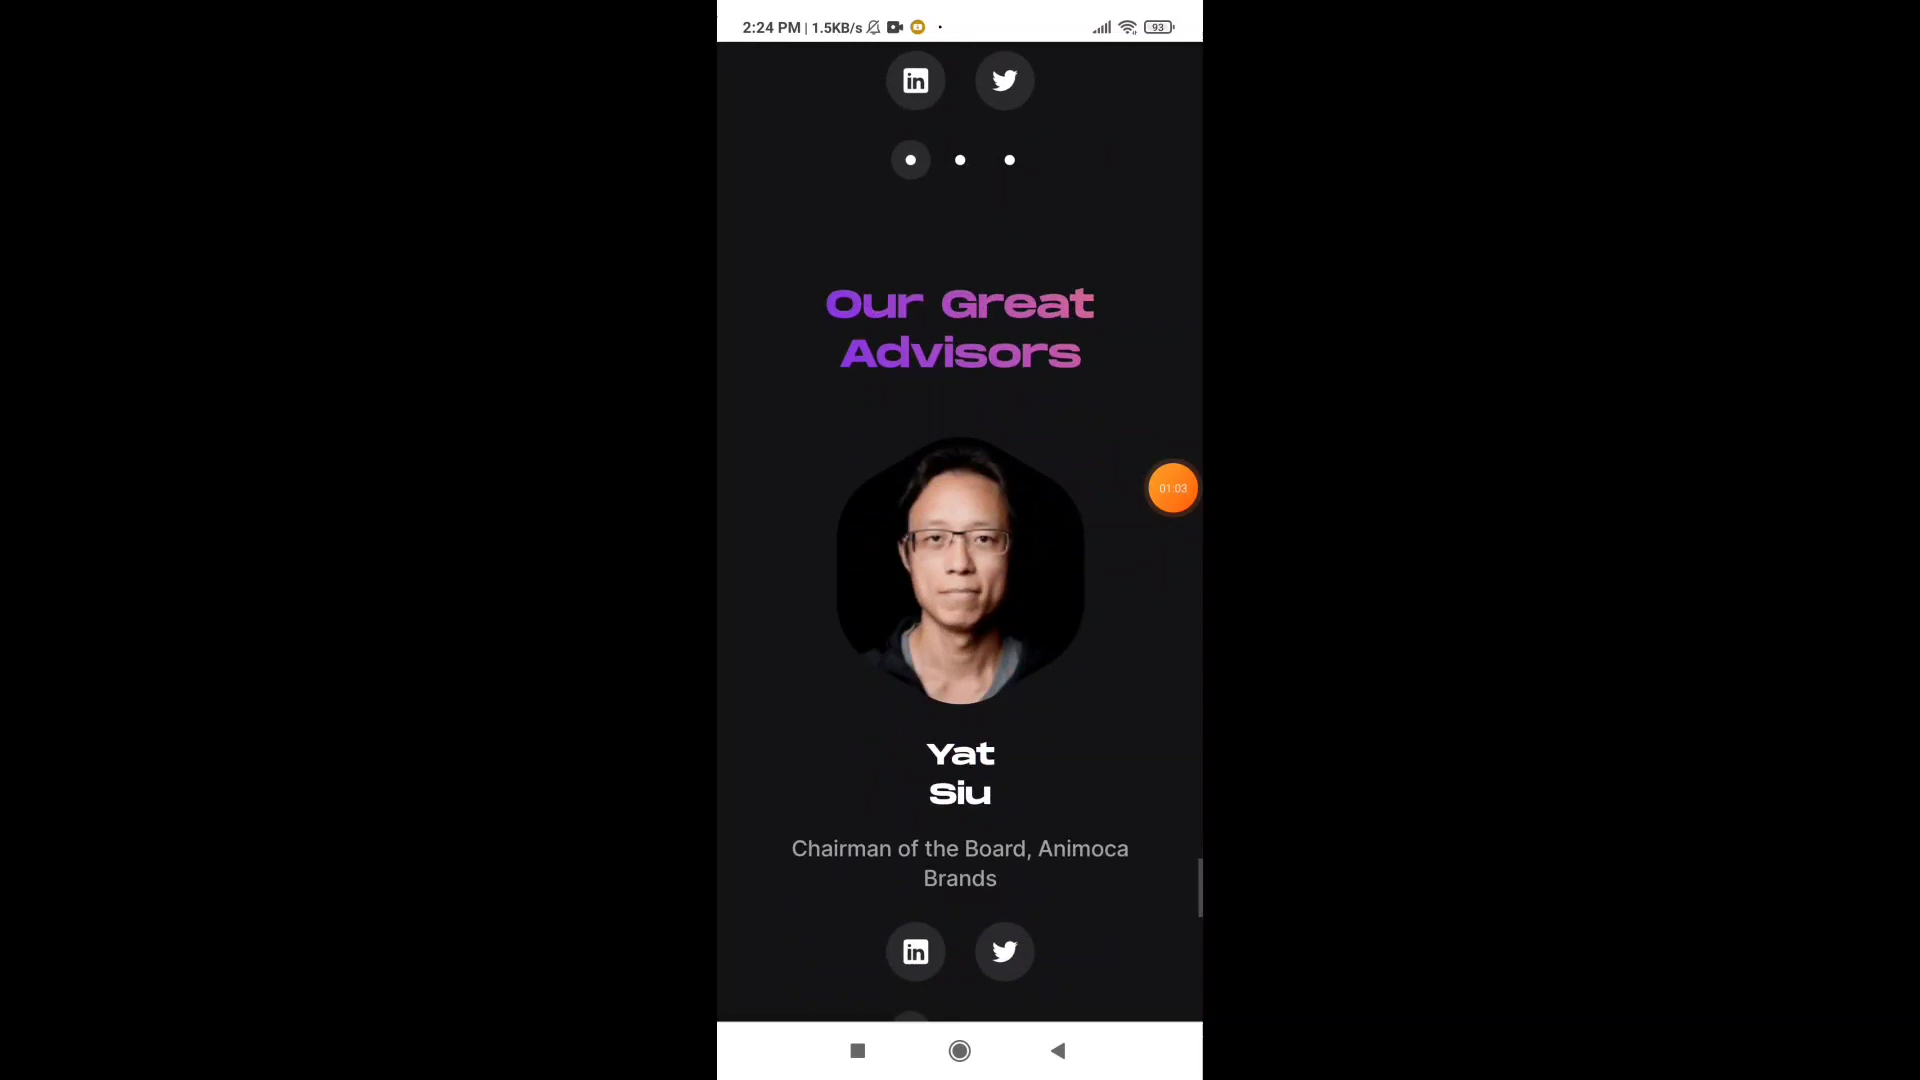 2:24 PM | 1.5KB/s 93
Our Great
Advisors
01:03
Yat
Siu
Chairman of the Board, Animoca
Brands